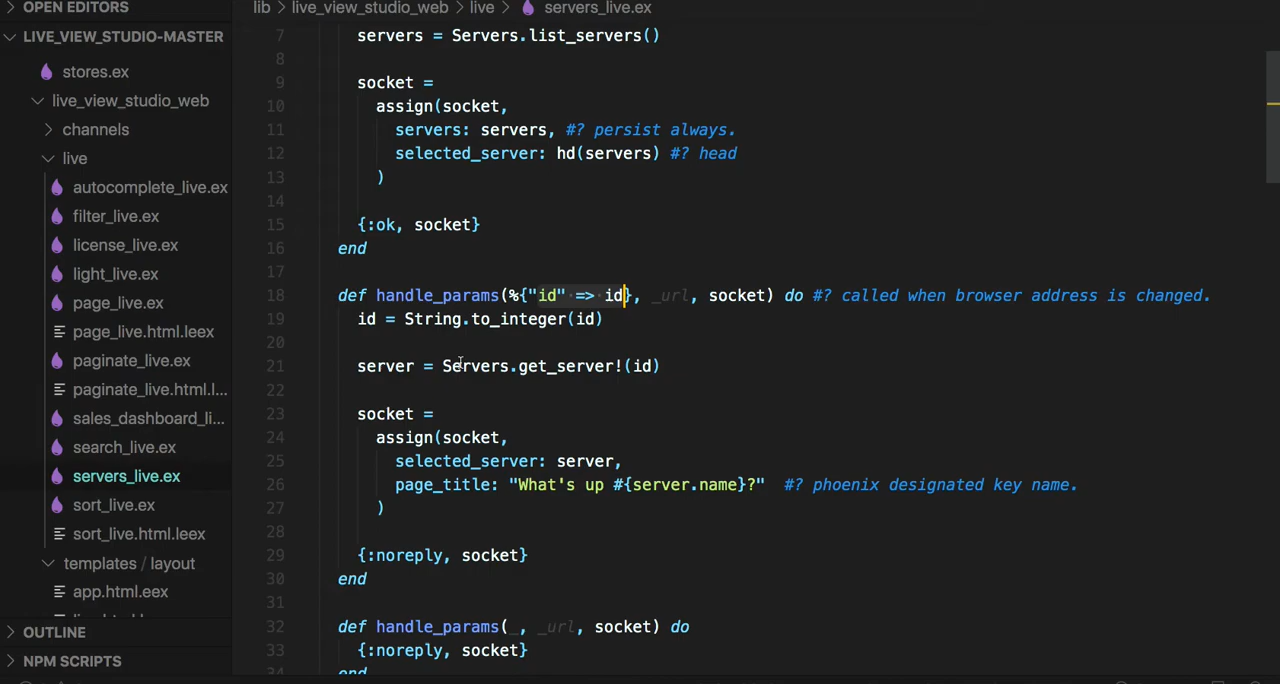 OPEN EDITORS
LIVE_VIEW_STUDIO-MASTER
stores.ex
live_view_studio_web
channels
live
autocomplete_live.ex
filter_live.ex
license_live.ex
light_live.ex
page_live.ex
page_live.html.leex
paginate_live.ex
paginate_live.html.l...
sales_dashboard_li...
search_live.ex
servers_live.ex
sort_live.ex
sort_live.html.leex
templates / layout
app.html.eex
OUTLINE
NPM SCRIPTS
lib > live_view_studio_web > live > servers_live.ex
7 servers = Servers.list_servers()
8
9 socket =
10 assign(socket,
11 servers: servers, #? persist always.
12 selected_server: hd(servers) #? head
13 )
14
15 {:ok, socket}
16 end
17
18 def handle_params(%{"id" => id}, _url, socket) do #? called when browser address is changed.
19 id = String.to_integer(id)
20
21 server = Servers.get_server!(id)
22
23 socket =
24 assign(socket,
25 selected_server: server,
26 page_title: "What's up #{server.name}?" #? phoenix designated key name.
27 )
28
29 {:noreply, socket}
30 end
31
32 def handle_params(_, _url, socket) do
33 {:noreply, socket}
34 end